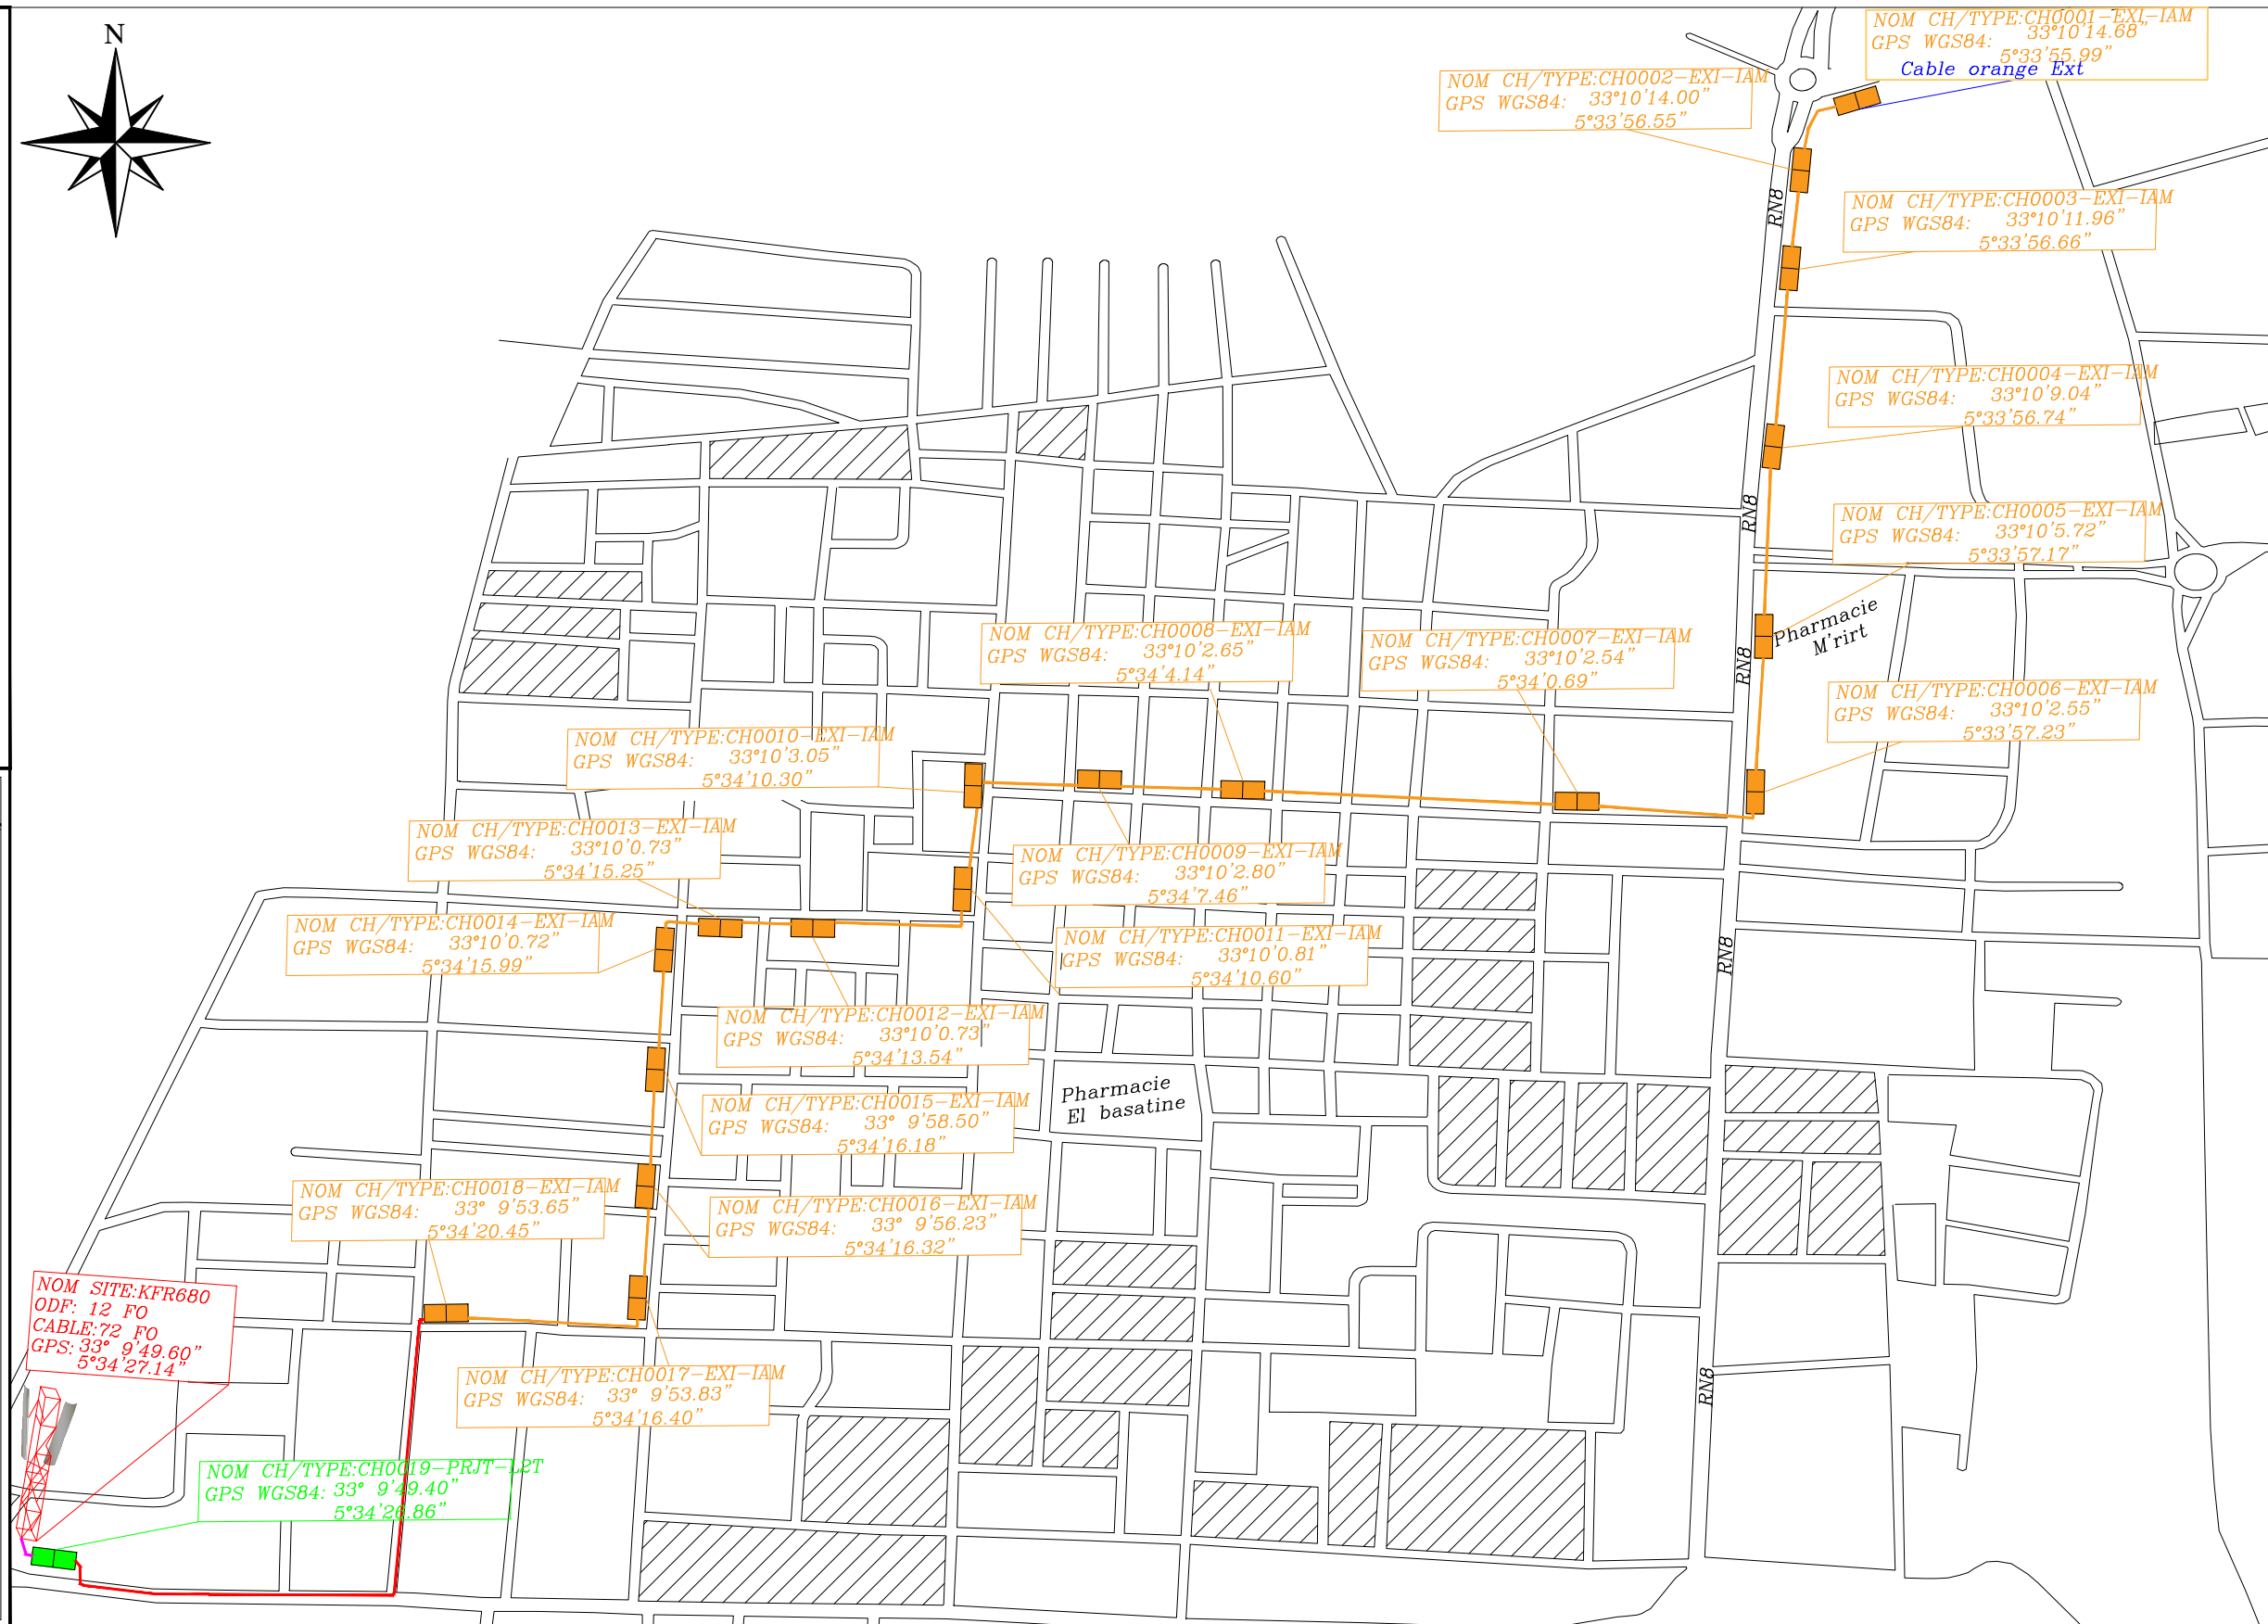 N
NOM CH/TYPE:CH0001-EXI-IAM
GPS WGS84: 33°10'14.68"
5°33'55.99"
Cable orange Ext
NOM CH/TYPE:CH0002-EXI-IAM
GPS WGS84: 33°10'14.00"
5°33'56.55"
RN8
NOM CH/TYPE:CH0003-EXI-IAM
GPS WGS84: 33°10'11.96"
5°33'56.66"
NOM CH/TYPE:CH0004-EXI-IAM
GPS WGS84: 33°10'9.04"
5°33'56.74"
RN8
NOM CH/TYPE:CH0005-EXI-IAM
GPS WGS84: 33°10'5.72"
5°33'57.17"
Pharmacie
M'rirt
RN8
NOM CH/TYPE:CH0008-EXI-IAM
GPS WGS84: 33°10'2.65"
5°34'4.14"
NOM CH/TYPE:CH0007-EXI-IAM
GPS WGS84: 33°10'2.54"
5°34'0.69"
NOM CH/TYPE:CH0006-EXI-IAM
GPS WGS84: 33°10'2.55"
5°33'57.23"
NOM CH/TYPE:CH0010-EXI-IAM
GPS WGS84: 33°10'3.05"
5°34'10.30"
NOM CH/TYPE:CH0013-EXI-IAM
GPS WGS84: 33°10'0.73"
5°34'15.25"
NOM CH/TYPE:CH0009-EXI-IAM
GPS WGS84: 33°10'2.80"
5°34'7.46"
NOM CH/TYPE:CH0014-EXI-IAM
GPS WGS84: 33°10'0.72"
5°34'15.99"
NOM CH/TYPE:CH0011-EXI-IAM
GPS WGS84: 33°10'0.81"
5°34'10.60"
RN8
NOM CH/TYPE:CH0012-EXI-IAM
GPS WGS84: 33°10'0.73"
5°34'13.54"
Pharmacie
El basatine
NOM CH/TYPE:CH0015-EXI-IAM
GPS WGS84: 33° 9'58.50"
5°34'16.18"
NOM CH/TYPE:CH0018-EXI-IAM
GPS WGS84: 33° 9'53.65"
5°34'20.45"
NOM CH/TYPE:CH0016-EXI-IAM
GPS WGS84: 33° 9'56.23"
5°34'16.32"
NOM SITE:KFR680
ODF: 12 FO
CABLE:72 FO
GPS: 33° 9'49.60"
5°34'27.14"
NOM CH/TYPE:CH0017-EXI-IAM
GPS WGS84: 33° 9'53.83"
5°34'16.40"
RN8
NOM CH/TYPE:CH0019-PRJT-L2T
GPS WGS84: 33° 9'49.40"
5°34'26.86"